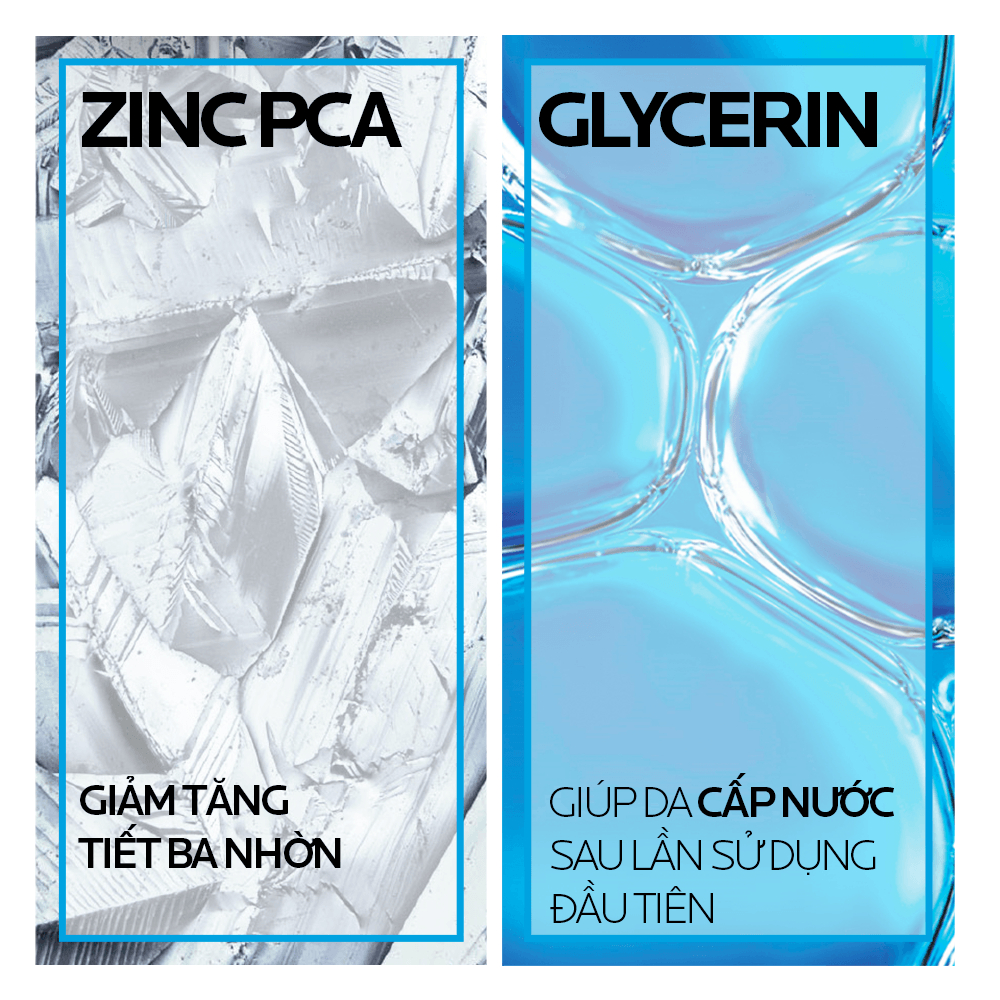 ZINC PCA
GIẢM TĂNG
TIẾT BA NHỜN
GLYCERIN
GIÚP DA CẤP NƯỚC
SAU LẦN SỬ DỤNG
ĐẦU TIÊN